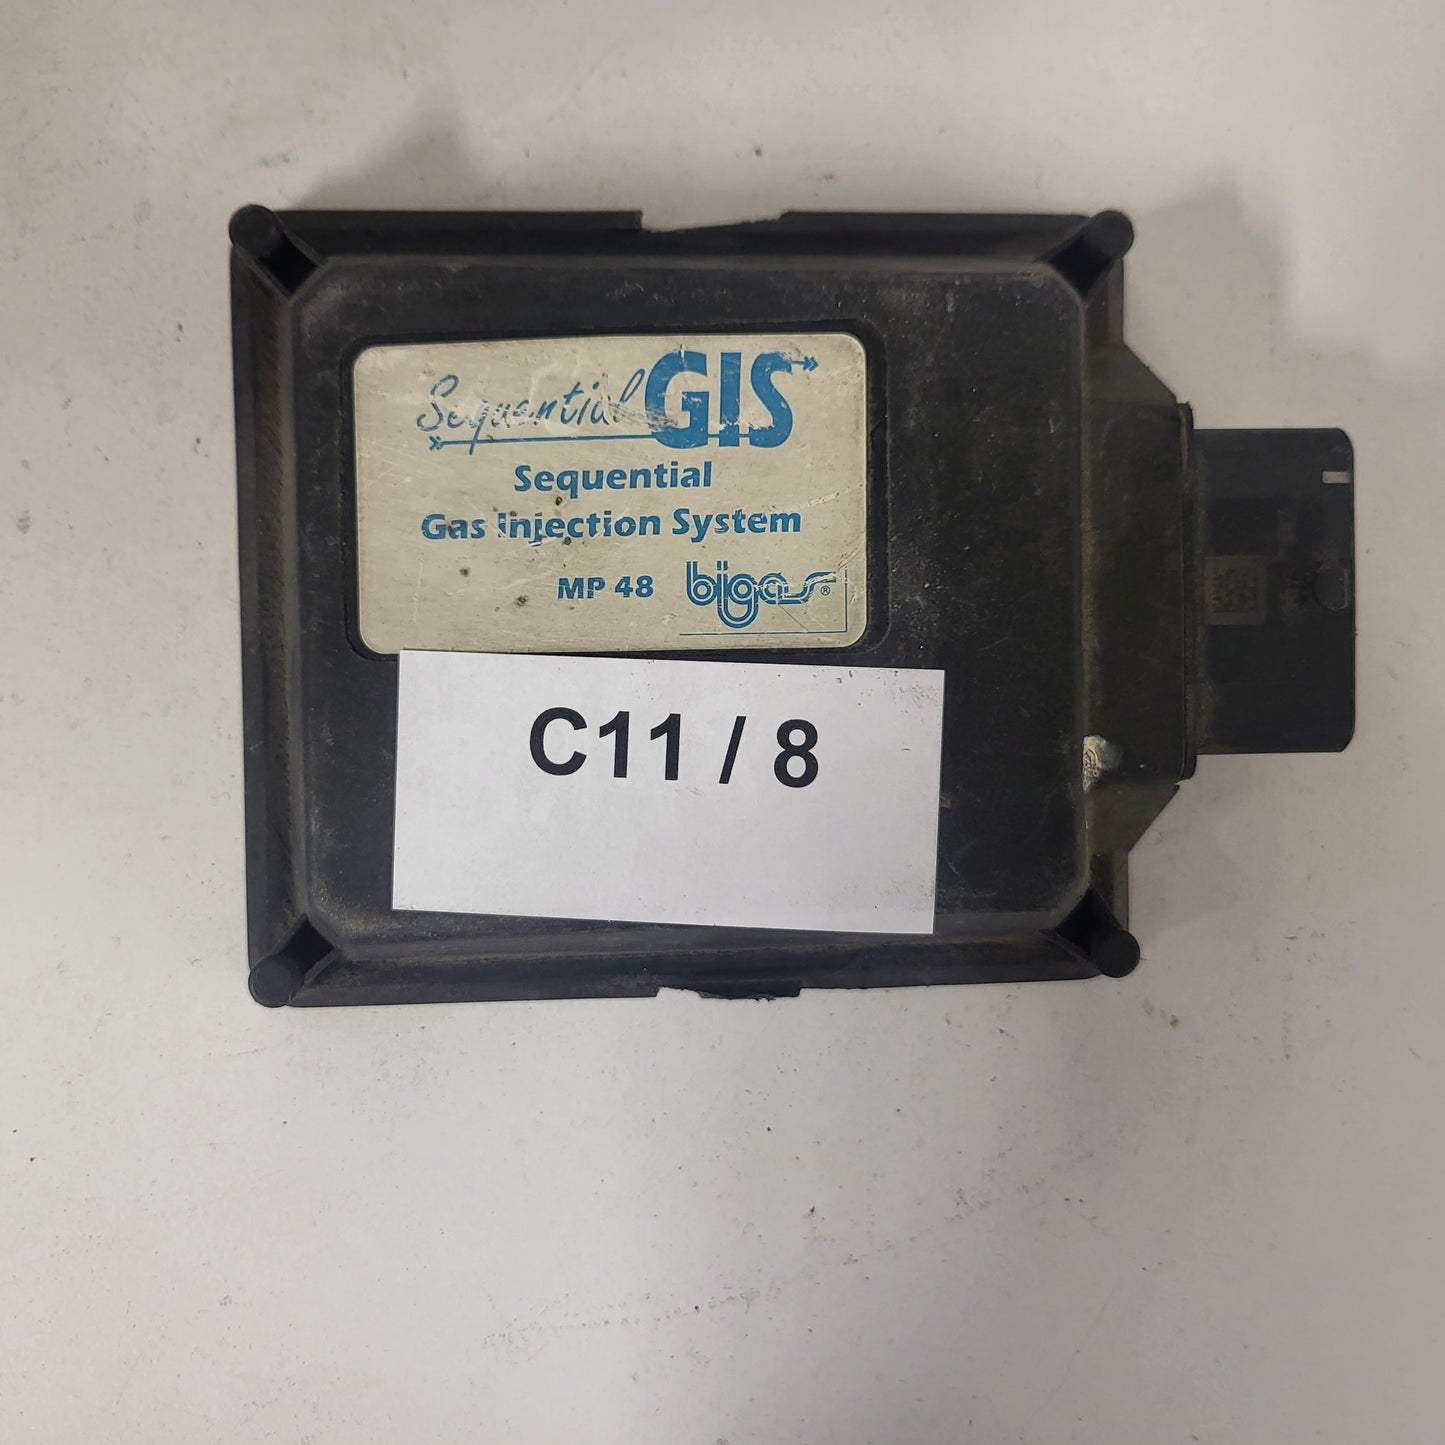 Sequential GIS
Sequential
Gas Injection System
MP 48 bigas®
C11 / 8